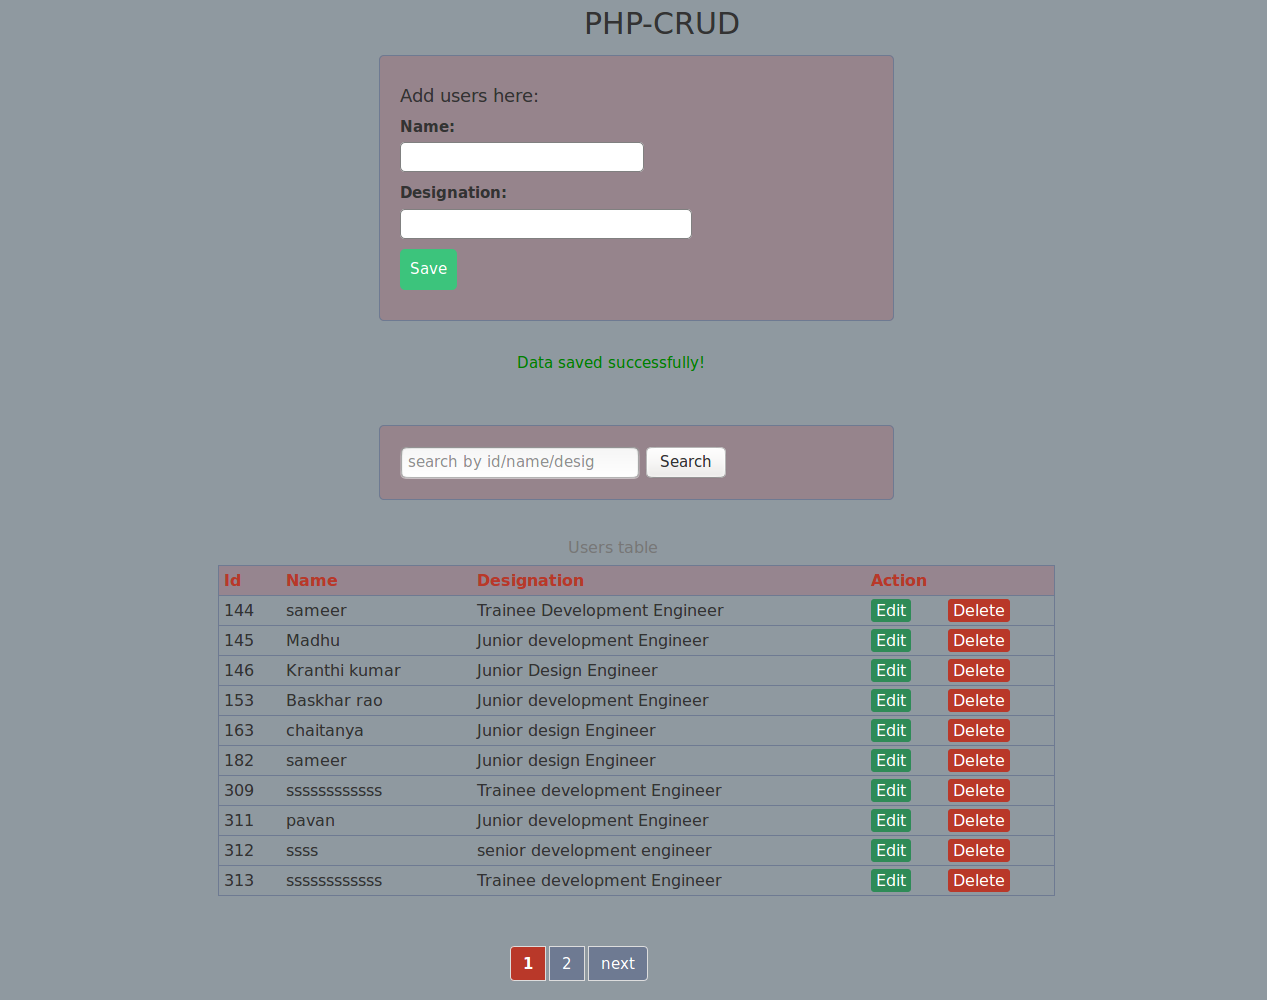 PHP-CRUD
Add users here:
Name:
Designation:
Save
Data saved successfully!
search by id/name/desig Search
Users table
Id Name Designation Action
144 sameer Trainee Development Engineer Edit Delete
145 Madhu Junior development Engineer Edit Delete
146 Kranthi kumar Junior Design Engineer Edit Delete
153 Baskhar rao Junior development Engineer Edit Delete
163 chaitanya Junior design Engineer Edit Delete
182 sameer Junior design Engineer Edit Delete
309 ssssssssssss Trainee development Engineer Edit Delete
311 pavan Junior development Engineer Edit Delete
312 ssss senior development engineer Edit Delete
313 ssssssssssss Trainee development Engineer Edit Delete
1 2 next